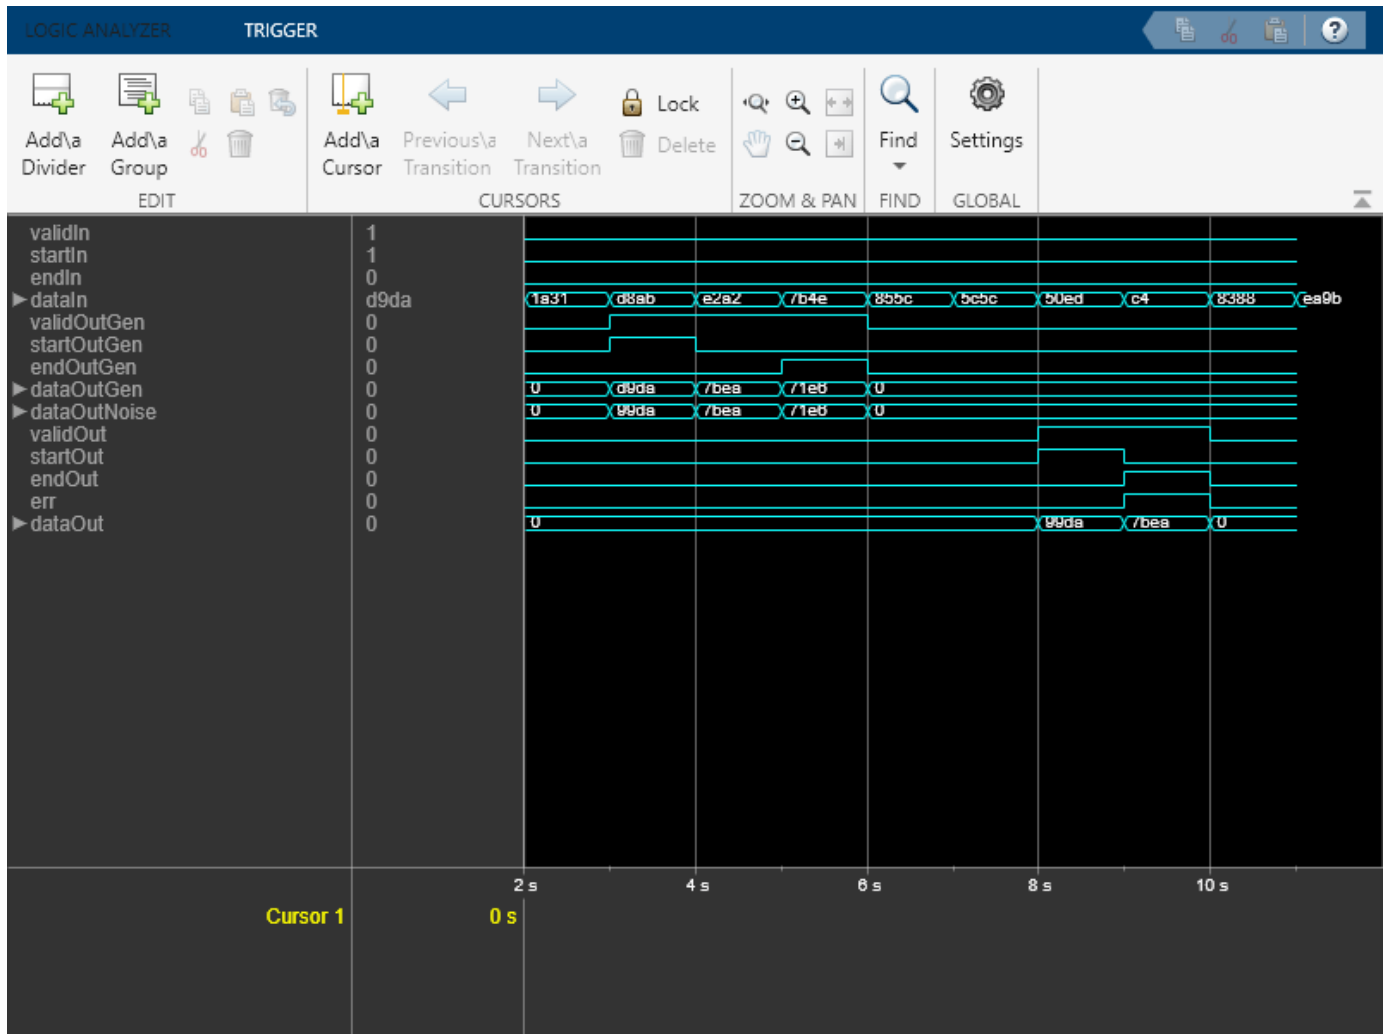 LOGIC ANALYZER TRIGGER
?
Add\a Divider
Add\a Group
Add\a Cursor
Previous\a Transition
Next\a Transition
Lock
Delete
Find
Settings
EDIT CURSORS ZOOM & PAN FIND GLOBAL
validIn 1
startIn 1
endIn 0
dataIn d9da 1a31 d8ab e2a2 7b4e 855c 5c5c 50ed c4 8388 ea9b
validOutGen 0
startOutGen 0
endOutGen 0
dataOutGen 0 0 d9da 7bea 71e6 0
dataOutNoise 0 0 99da 7bea 71e6 0
validOut 0
startOut 0
endOut 0
err 0
dataOut 0 0 99da 7bea 0
2 s 4 s 6 s 8 s 10 s
Cursor 1 0 s